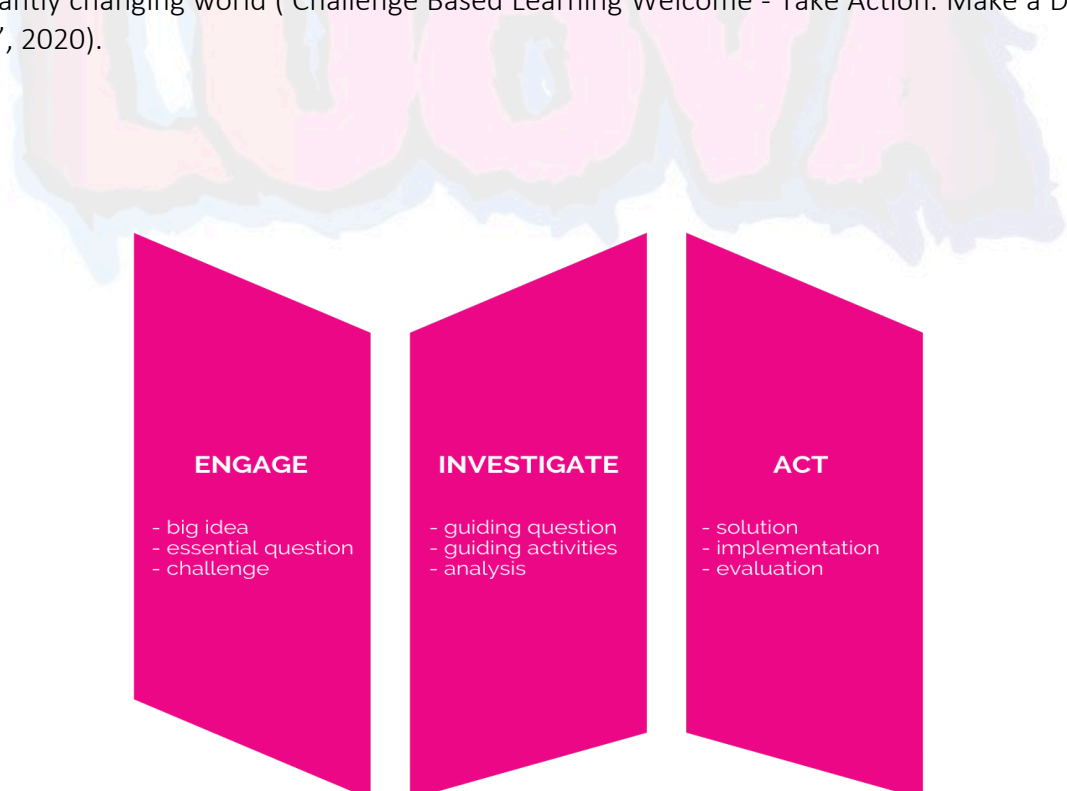 antly changing world ( Challenge Based Learning Welcome - Take Action. Make a D
', 2020).
LUOVA
ENGAGE
- big idea
- essential question
- challenge
INVESTIGATE
- guiding question
- guiding activities
- analysis
ACT
- solution
- implementation
- evaluation